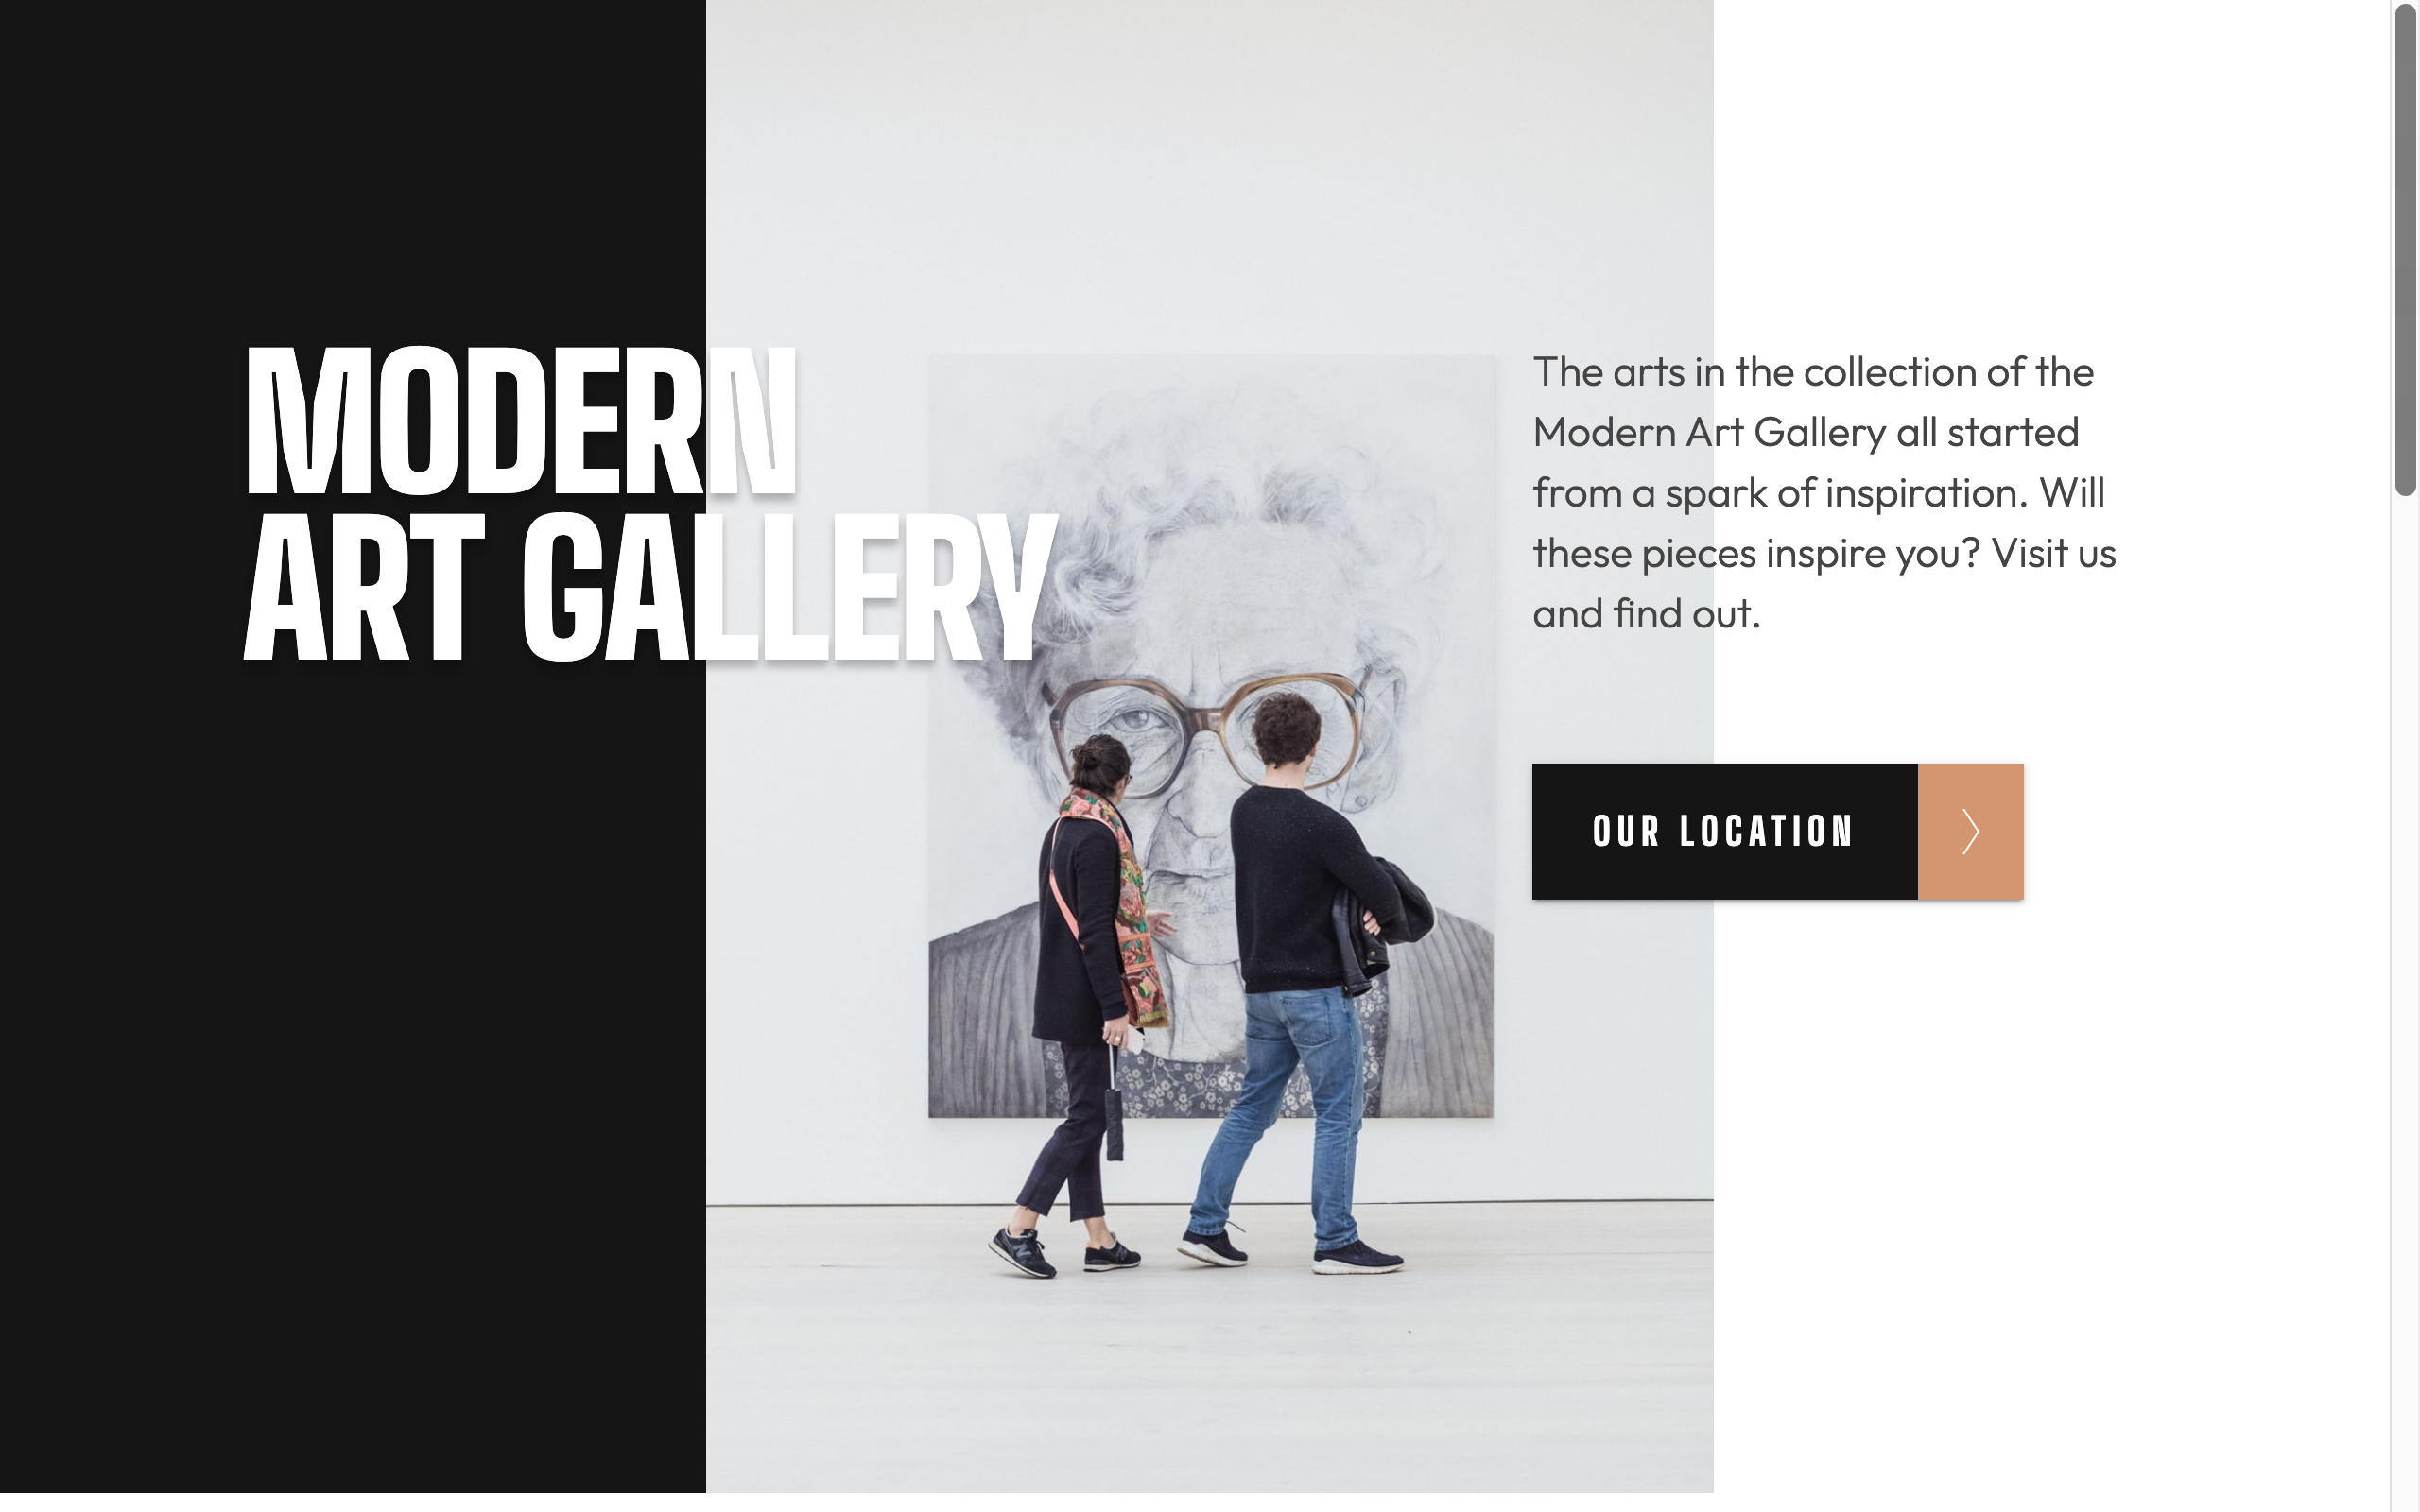 MODERN
ART GALLERY
The arts in the collection of the
Modern Art Gallery all started
from a spark of inspiration. Will
these pieces inspire you? Visit us
and find out.
OUR LOCATION